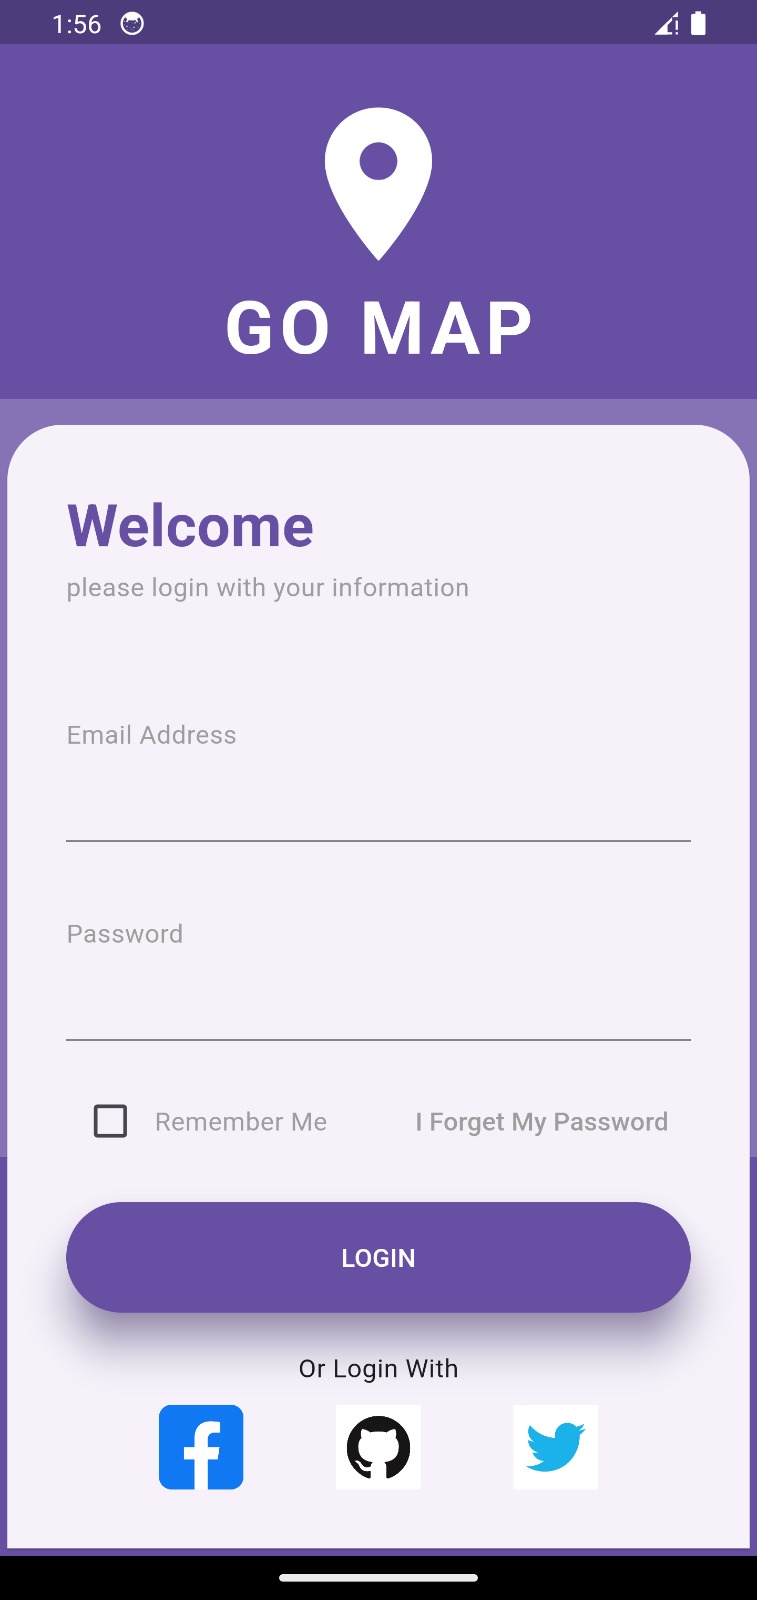 1:56
GO MAP
Welcome
please login with your information
Email Address
Password
Remember Me I Forget My Password
LOGIN
Or Login With